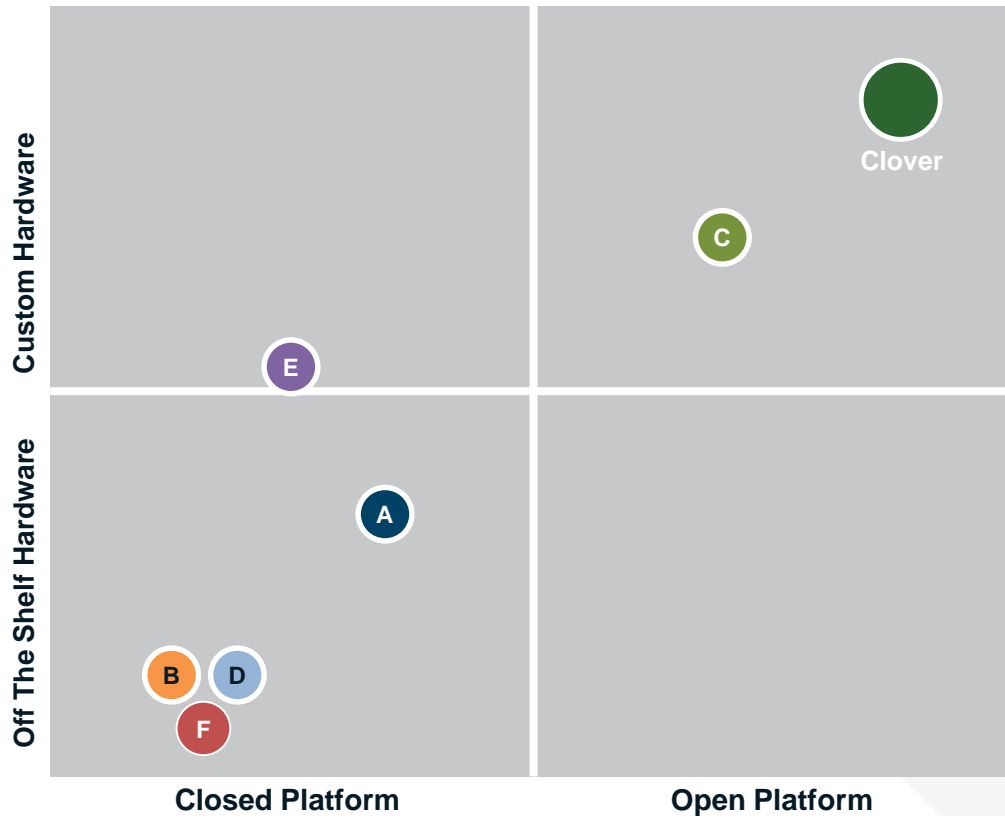 Custom Hardware
Clover
C
E
Off The Shelf Hardware
A
B
D
F
Closed Platform
Open Platform